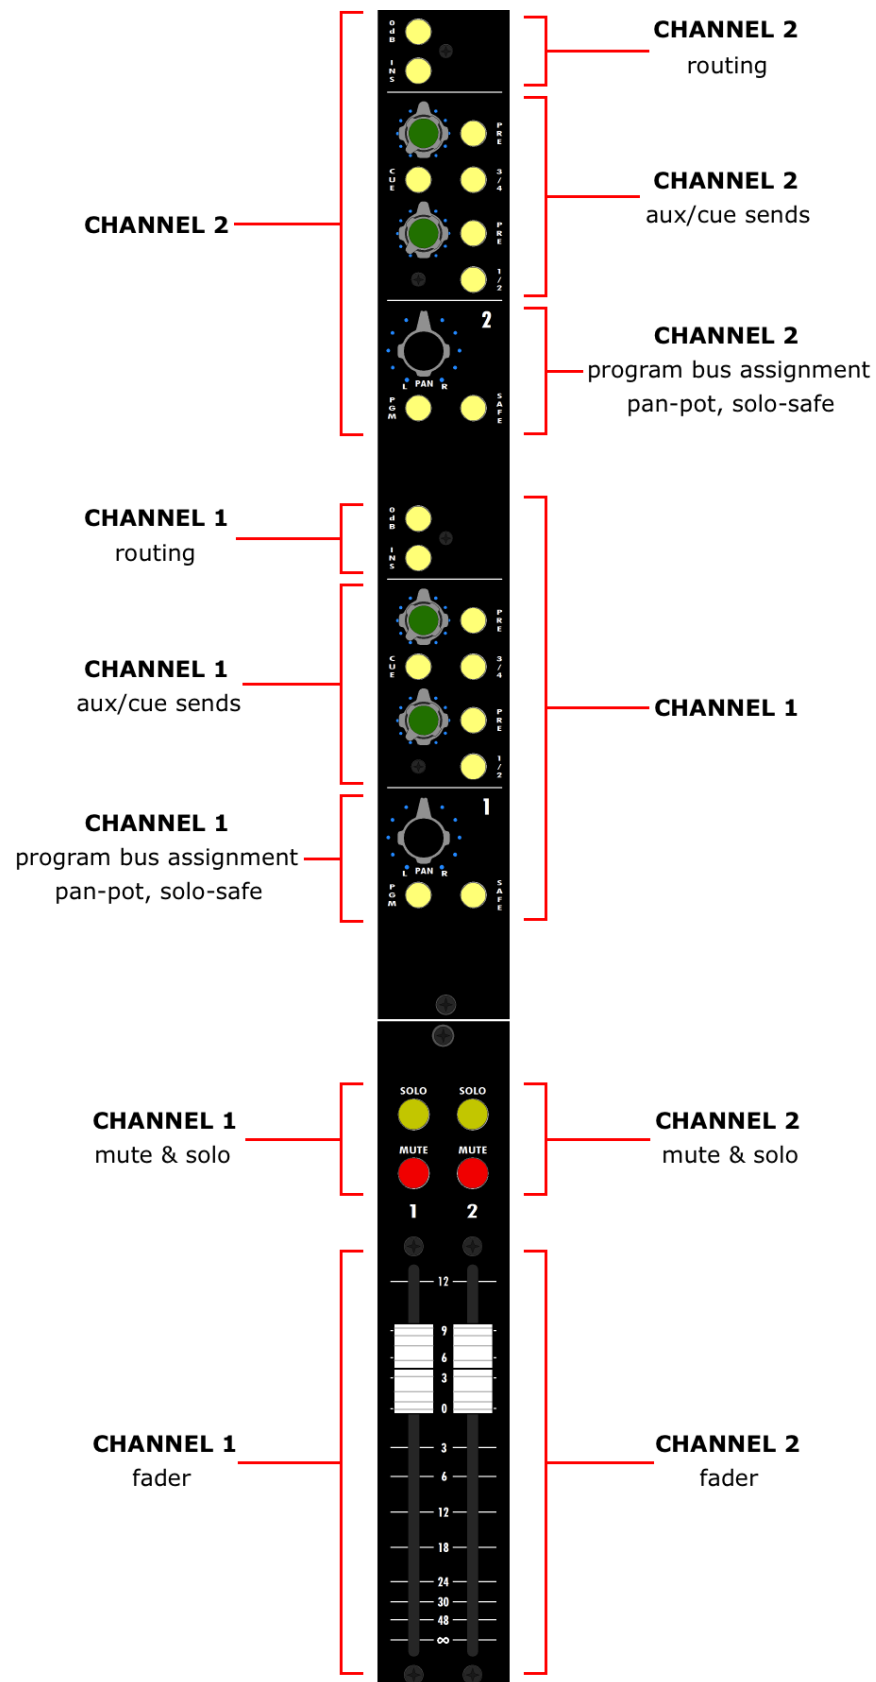 0dB
CHANNEL 2
routing
INS
PRE
CHANNEL 2
aux/cue sends
CUE
3/4
CHANNEL 2
PRE
1/2
2
CHANNEL 2
program bus assignment
pan-pot, solo-safe
L PAN R
PGM
SAFE
0dB
CHANNEL 1
routing
INS
PRE
CHANNEL 1
aux/cue sends
CUE
3/4
CHANNEL 1
PRE
1/2
1
CHANNEL 1
program bus assignment
pan-pot, solo-safe
L PAN R
PGM
SAFE
SOLO SOLO
CHANNEL 1
mute & solo
CHANNEL 2
mute & solo
MUTE MUTE
1 2
12
9
6
3
0
CHANNEL 1
fader
CHANNEL 2
fader
3
6
12
18
24
30
48
∞